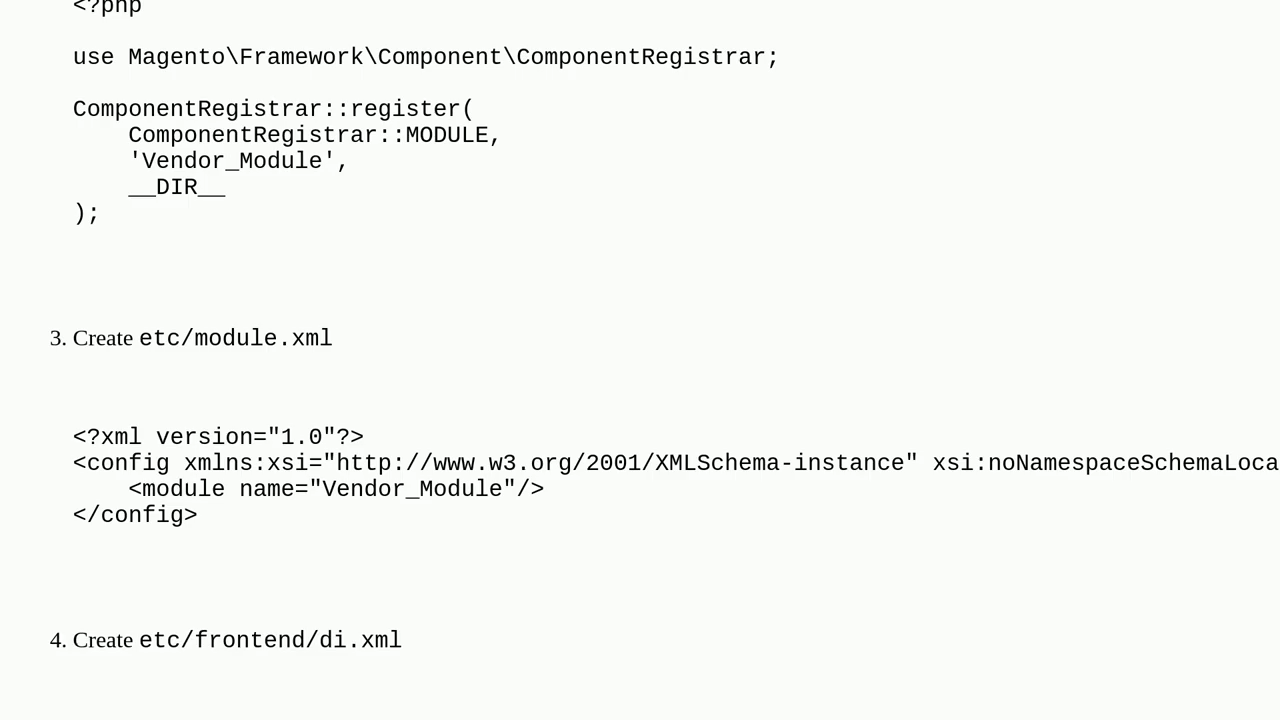 <?php
use Magento\Framework\Component\ComponentRegistrar;
ComponentRegistrar::register(
    ComponentRegistrar::MODULE,
    'Vendor_Module',
    __DIR__
);
3. Create etc/module.xml
<?xml version="1.0"?>
<config xmlns:xsi="http://www.w3.org/2001/XMLSchema-instance" xsi:noNamespaceSchemaLoca
    <module name="Vendor_Module"/>
</config>
4. Create etc/frontend/di.xml